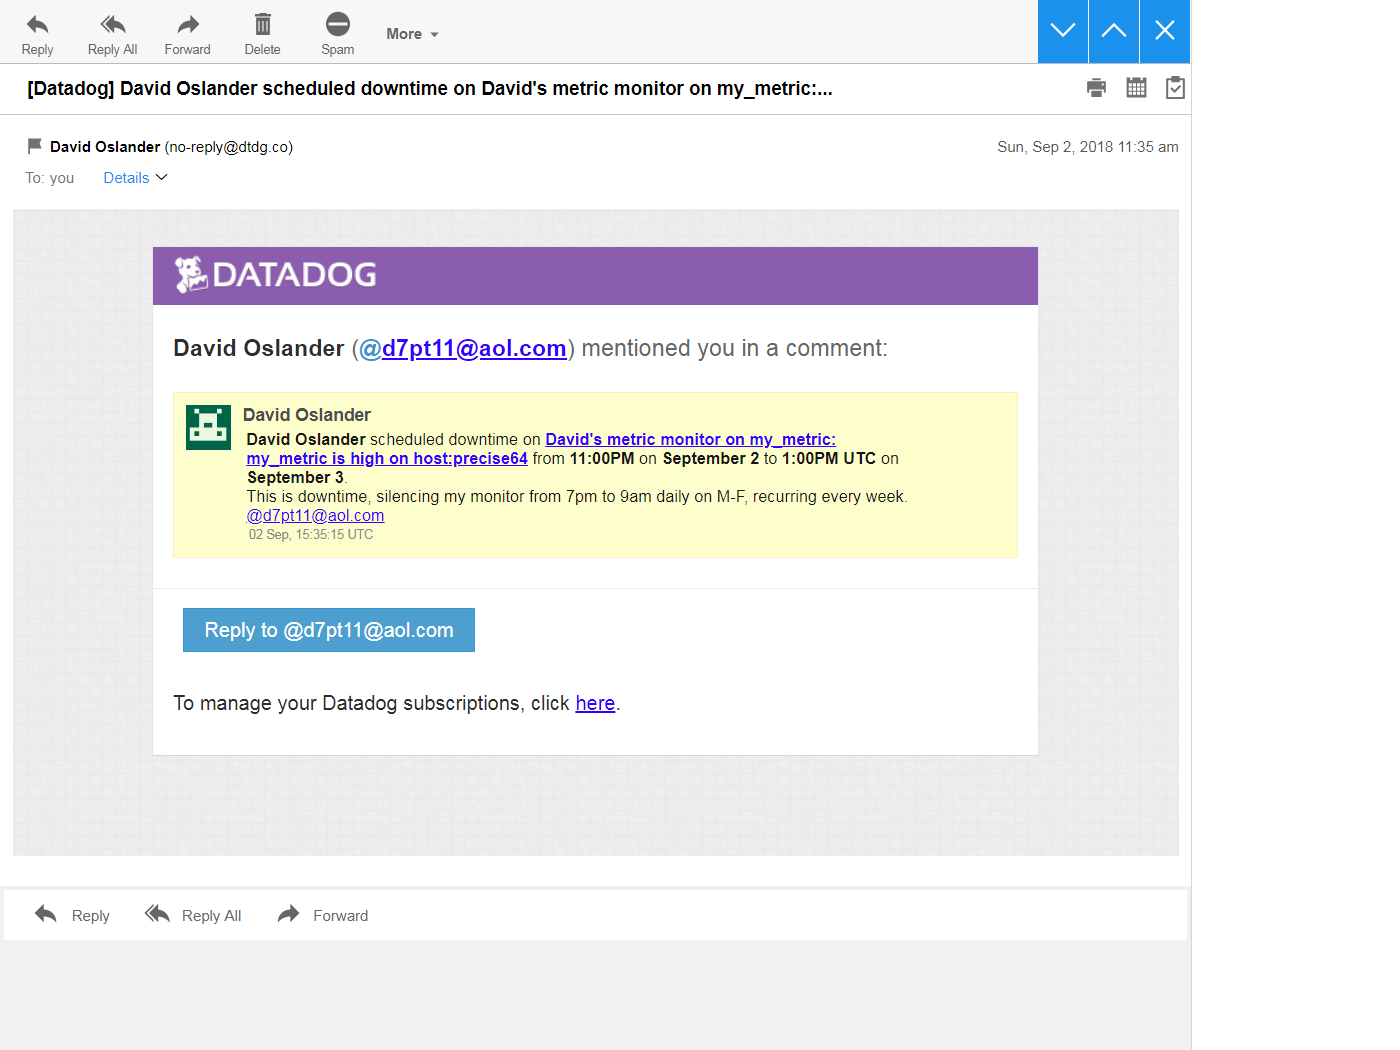 Reply
Reply All
Forward
Delete
Spam
More
[Datadog] David Oslander scheduled downtime on David's metric monitor on my_metric:...
David Oslander (no-reply@dtdg.co)
Sun, Sep 2, 2018 11:35 am
To: you
Details
DATADOG
David Oslander (@d7pt11@aol.com) mentioned you in a comment:
David Oslander
David Oslander scheduled downtime on David's metric monitor on my_metric:
my_metric is high on host:precise64 from 11:00PM on September 2 to 1:00PM UTC on
September 3.
This is downtime, silencing my monitor from 7pm to 9am daily on M-F, recurring every week.
@d7pt11@aol.com
02 Sep, 15:35:15 UTC
Reply to @d7pt11@aol.com
To manage your Datadog subscriptions, click here.
Reply
Reply All
Forward